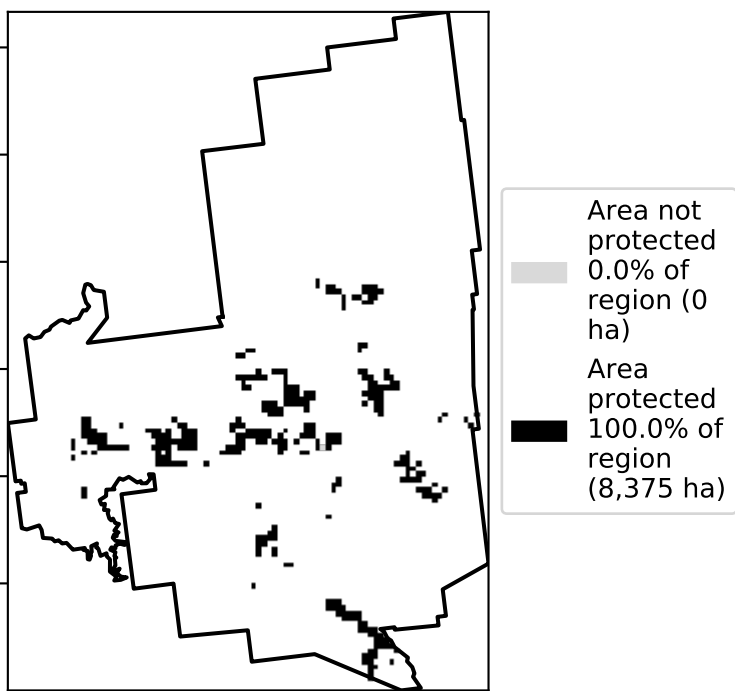 Area not
protected
0.0% of
region (0
ha)
Area
protected
100.0% of
region
(8,375 ha)